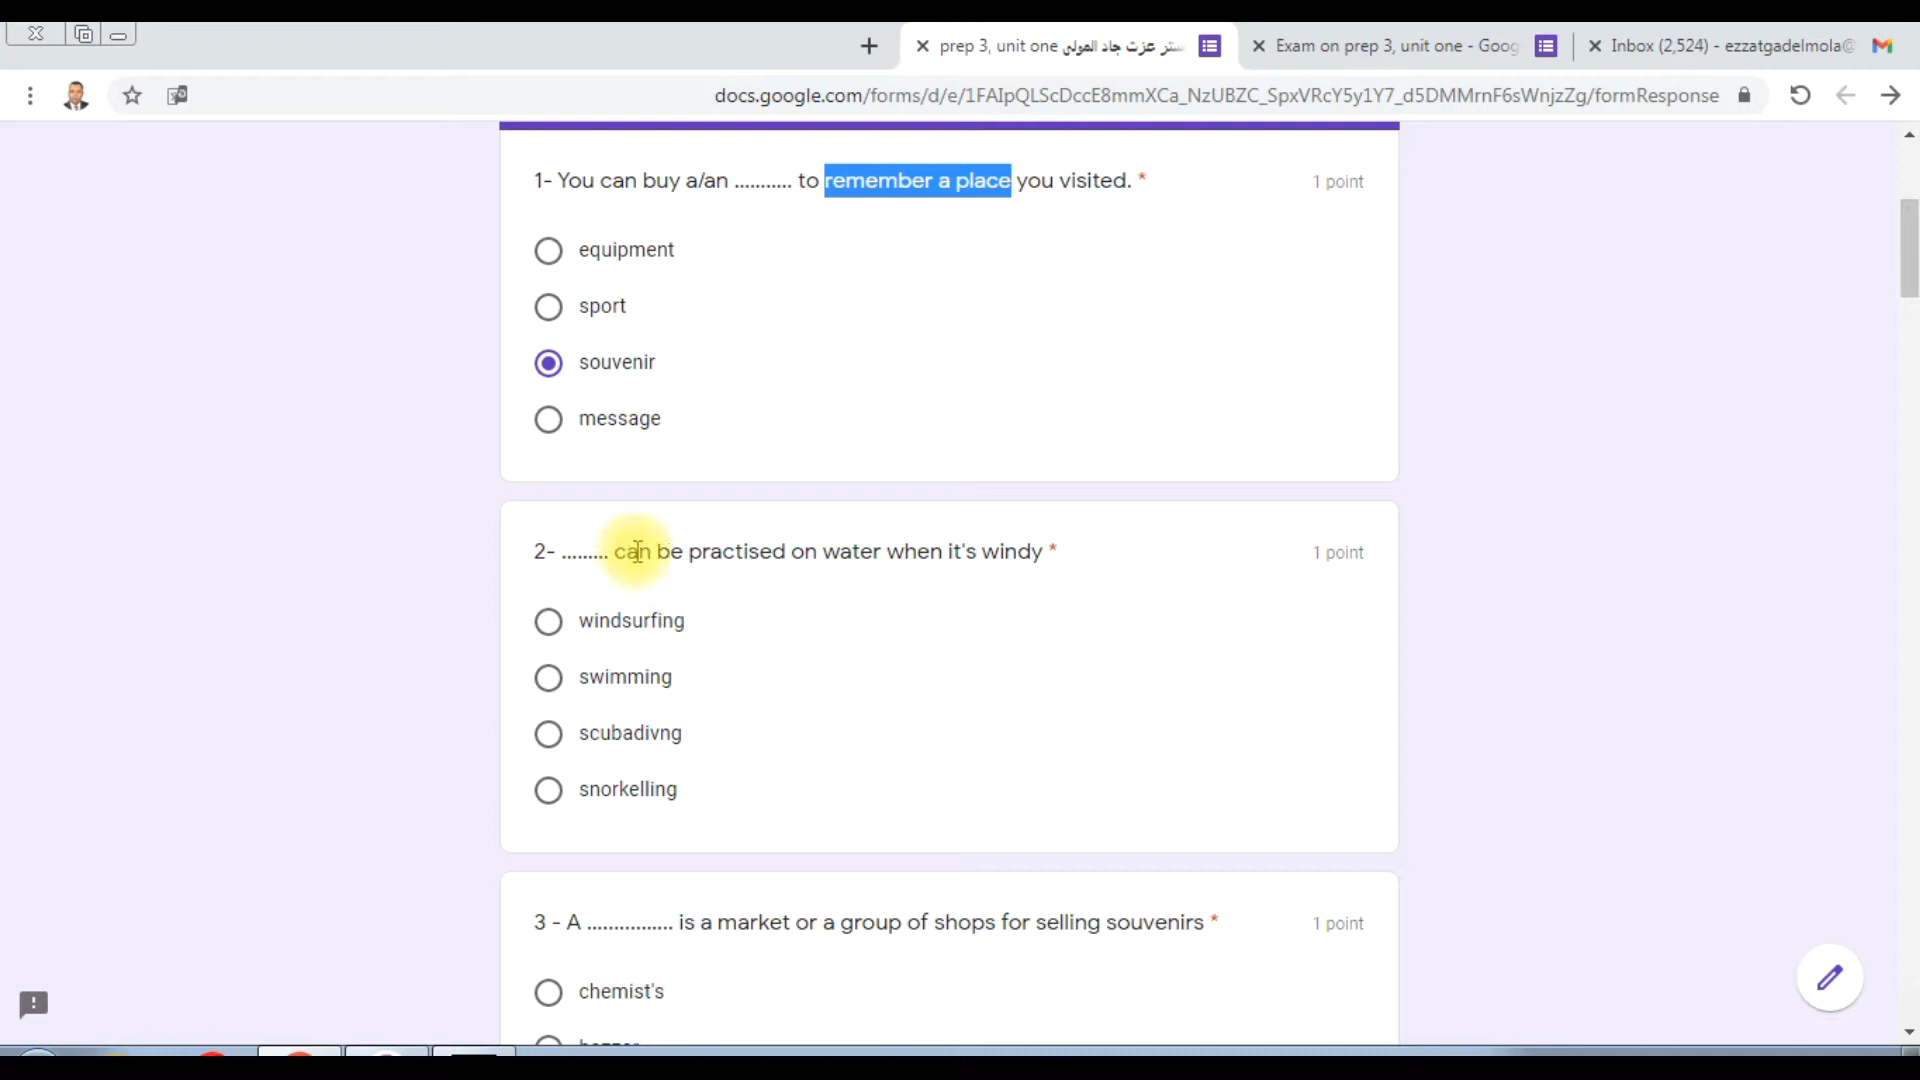 prep 3, unit one ستر عزت جاد المولى
Exam on prep 3, unit one - Goog
Inbox (2,524) - ezzatgadelmola@
docs.google.com/forms/d/e/1FAIpQLScDccE8mmXCa_NzUBZC_SpxVRcY5y1Y7_d5DMMrnF6sWnjzZg/formResponse
1- You can buy a/an ........... to remember a place you visited. *
1 point
equipment
sport
souvenir
message
2- ......... can be practised on water when it's windy *
1 point
windsurfing
swimming
scubadivng
snorkelling
3 - A ................ is a market or a group of shops for selling souvenirs *
1 point
chemist's